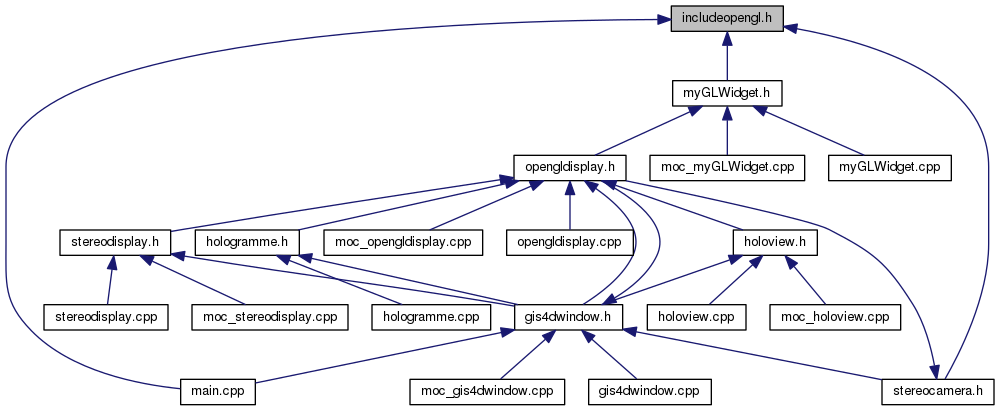 includeopengl.h
myGLWidget.h
opengldisplay.h
moc_myGLWidget.cpp
myGLWidget.cpp
stereodisplay.h
hologramme.h
moc_opengldisplay.cpp
opengldisplay.cpp
holoview.h
stereodisplay.cpp
moc_stereodisplay.cpp
hologramme.cpp
gis4dwindow.h
holoview.cpp
moc_holoview.cpp
main.cpp
moc_gis4dwindow.cpp
gis4dwindow.cpp
stereocamera.h